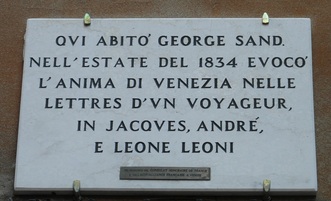 QVI ABITO' GEORGE SAND.
NELL'ESTATE DEL 1834 EVOCO'
L'ANIMA DI VENEZIA NELLE
LETTRES D'VN VOYAGEUR,
IN JACQVES, ANDRÉ,
E LEONE LEONI